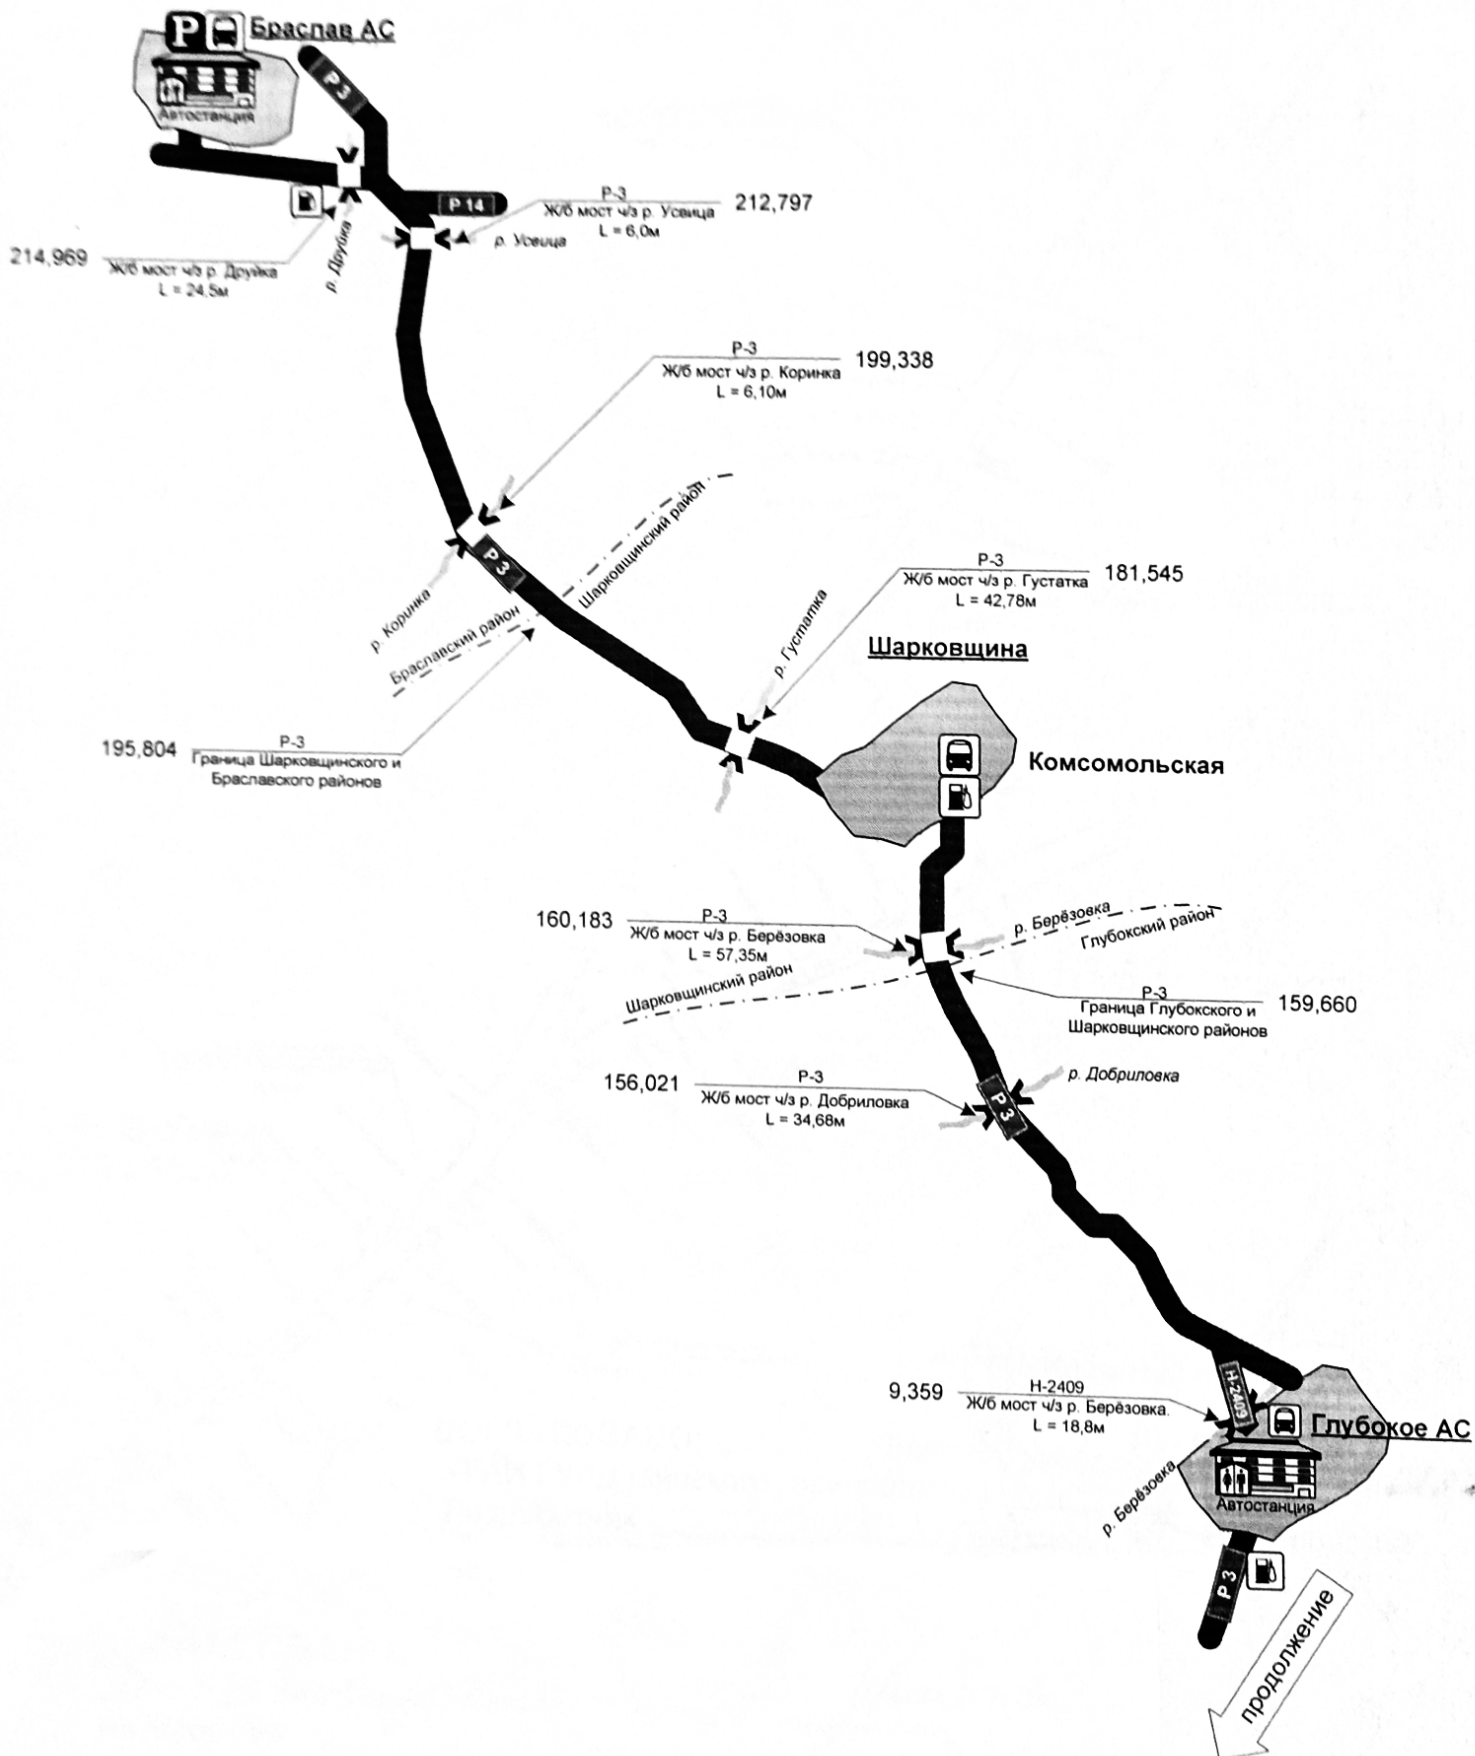 P
Браслав АС
Р 3
Автостанция
Р 14
Р-3
Ж/б мост ч/з р. Усвица
L = 6,0м
212,797
р. Усвица
214,969
Ж/б мост ч/з р. Друйка
L = 24,5м
р. Друбка
Р-3
Ж/б мост ч/з р. Коринка
L = 6,10м
199,338
Р 3
р. Коринка
Браславский район
Шарковщинский район
Р-3
Ж/б мост ч/з р. Густатка
L = 42,78м
181,545
р. Густатка
Шарковщина
195,804
Р-3
Граница Шарковщинского и
Браславского районов
Комсомольская
160,183
Р-3
Ж/б мост ч/з р. Берёзовка
L = 57,35м
р. Берёзовка
Глубокский район
Шарковщинский район
Р-3
Граница Глубокского и
Шарковщинского районов
159,660
156,021
Р-3
Ж/б мост ч/з р. Добриловка
L = 34,68м
р. Добриловка
Р 3
9,359
Н-2409
Ж/б мост ч/з р. Берёзовка.
L = 18,8м
Н-2409
Глубокое АС
р. Берёзовка
Автостанция
Р 3
продолжение